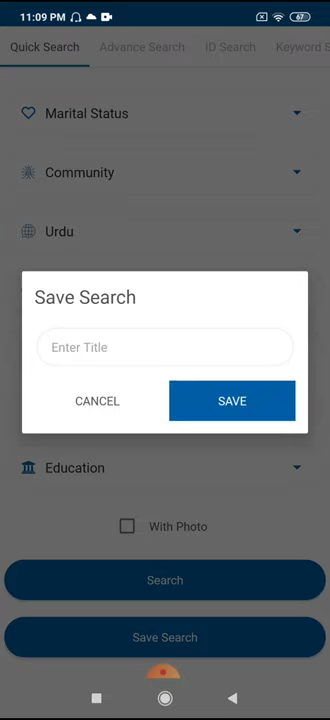 11:09 PM
67
Quick Search
Advance Search
ID Search
Keyword S
Marital Status
Community
Urdu
Save Search
Enter Title
CANCEL
SAVE
Education
With Photo
Search
Save Search